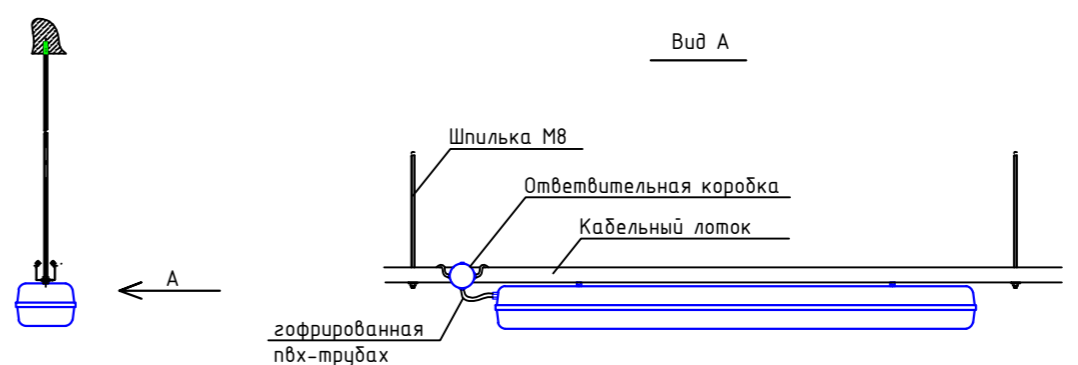 Вид А
Шпилька М8
Ответвительная коробка
Кабельный лоток
А
гофрированная
пвх-трубах